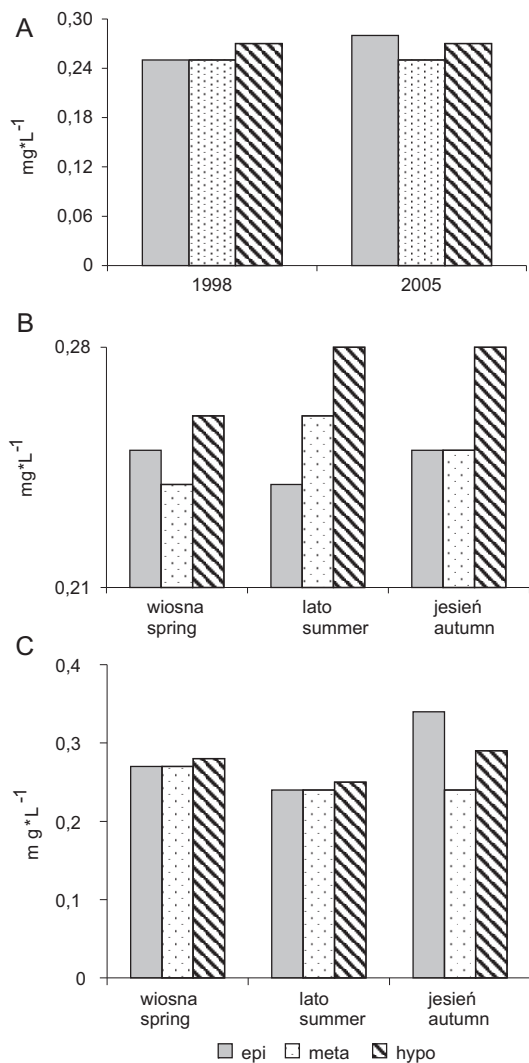 A
0,30
0,24
0,18
0,12
0,06
0
mg*L⁻¹
1998 2005
B
0,28
0,21
mg*L⁻¹
wiosna lato jesień
spring summer autumn
C
0,4
0,3
0,2
0,1
0
mg*L⁻¹
wiosna lato jesień
spring summer autumn
epi meta hypo